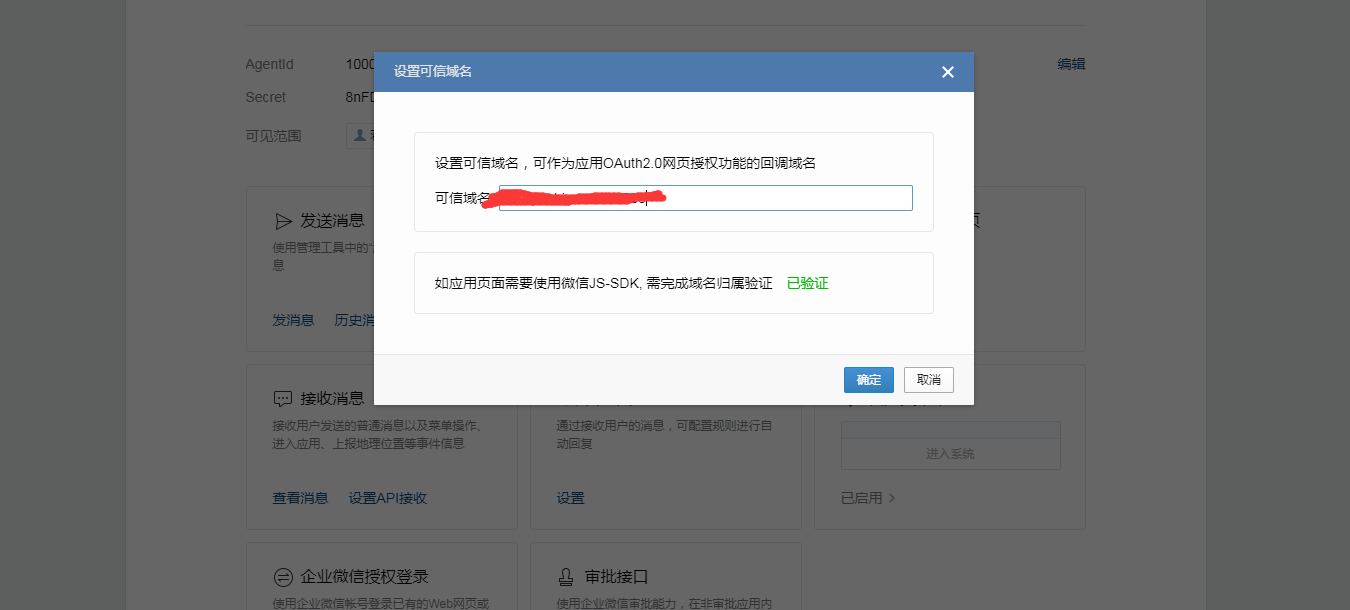 AgentId 1000
编辑
设置可信域名
Secret 8nFD
可见范围
设置可信域名，可作为应用OAuth2.0网页授权功能的回调域名
可信域名
如应用页面需要使用微信JS-SDK, 需完成域名归属验证 已验证
确定 取消
发送消息
使用管理工具中的
息
发消息 历史消
页
接收消息
接收用户发送的普通消息以及菜单操作、
进入应用、上报地理位置等事件信息
查看消息 设置API接收
通过接收用户的消息，可配置规则进行自
动回复
设置
进入系统
已启用
企业微信授权登录
使用企业微信帐号登录已有的Web网页或
审批接口
使用企业微信审批能力，在非审批应用内